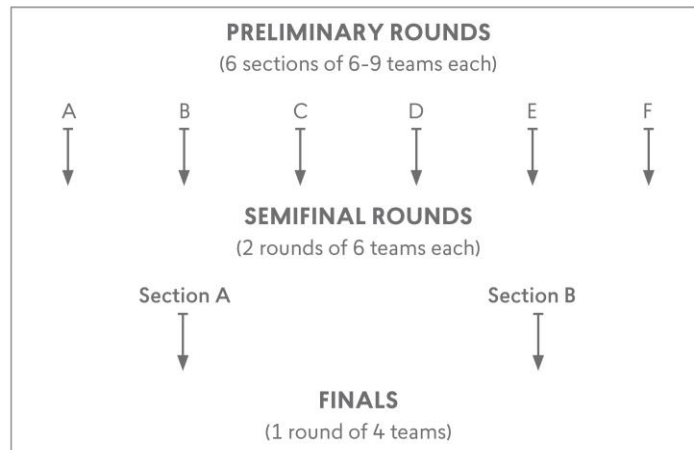 PRELIMINARY ROUNDS
(6 sections of 6-9 teams each)
A B C D E F
SEMIFINAL ROUNDS
(2 rounds of 6 teams each)
Section A Section B
FINALS
(1 round of 4 teams)